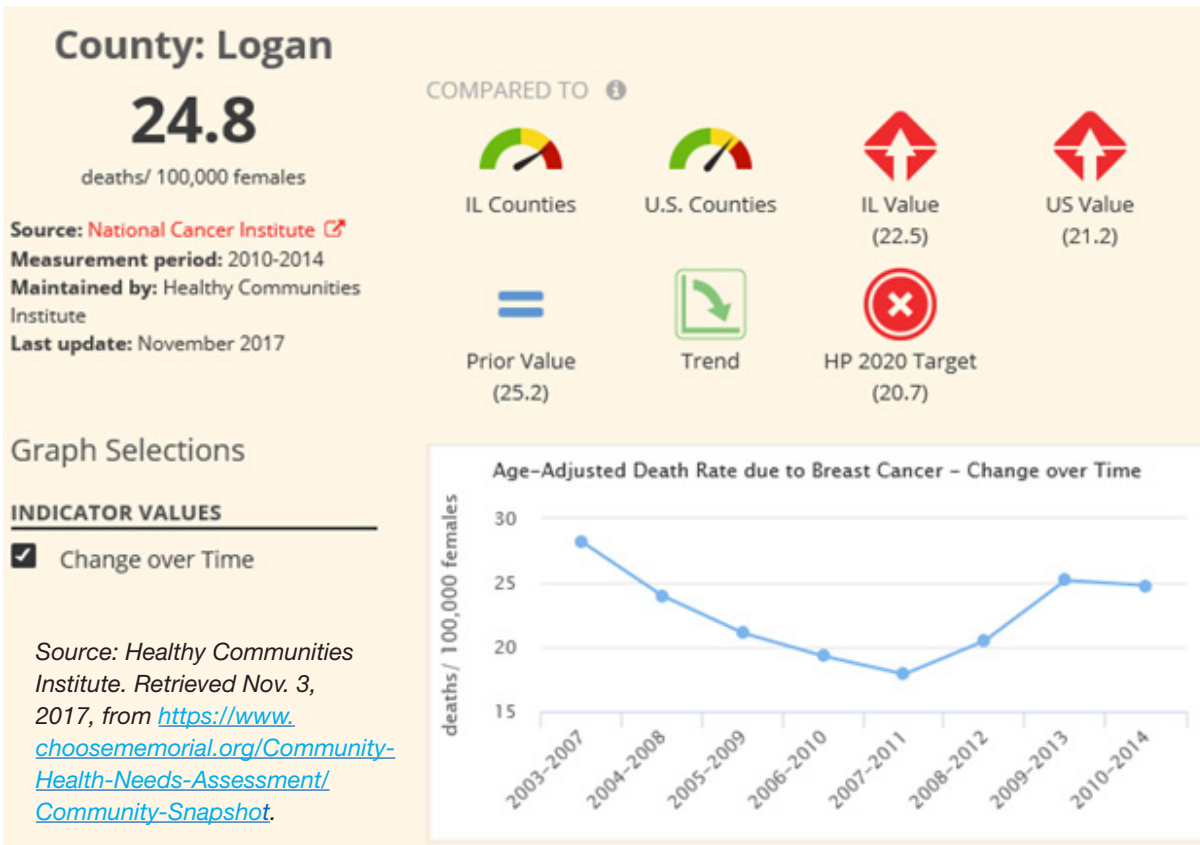 County: Logan
24.8
deaths/ 100,000 females
Source: National Cancer Institute
Measurement period: 2010-2014
Maintained by: Healthy Communities
Institute
Last update: November 2017
COMPARED TO
IL Counties
U.S. Counties
IL Value
(22.5)
US Value
(21.2)
Prior Value
(25.2)
Trend
HP 2020 Target
(20.7)
Graph Selections
INDICATOR VALUES
Change over Time
Source: Healthy Communities
Institute. Retrieved Nov. 3,
2017, from https://www.
choosememorial.org/Community-
Health-Needs-Assessment/
Community-Snapshot.
Age-Adjusted Death Rate due to Breast Cancer – Change over Time
deaths/ 100,000 females
30
25
20
15
2003-2007
2004-2008
2005-2009
2006-2010
2007-2011
2008-2012
2009-2013
2010-2014